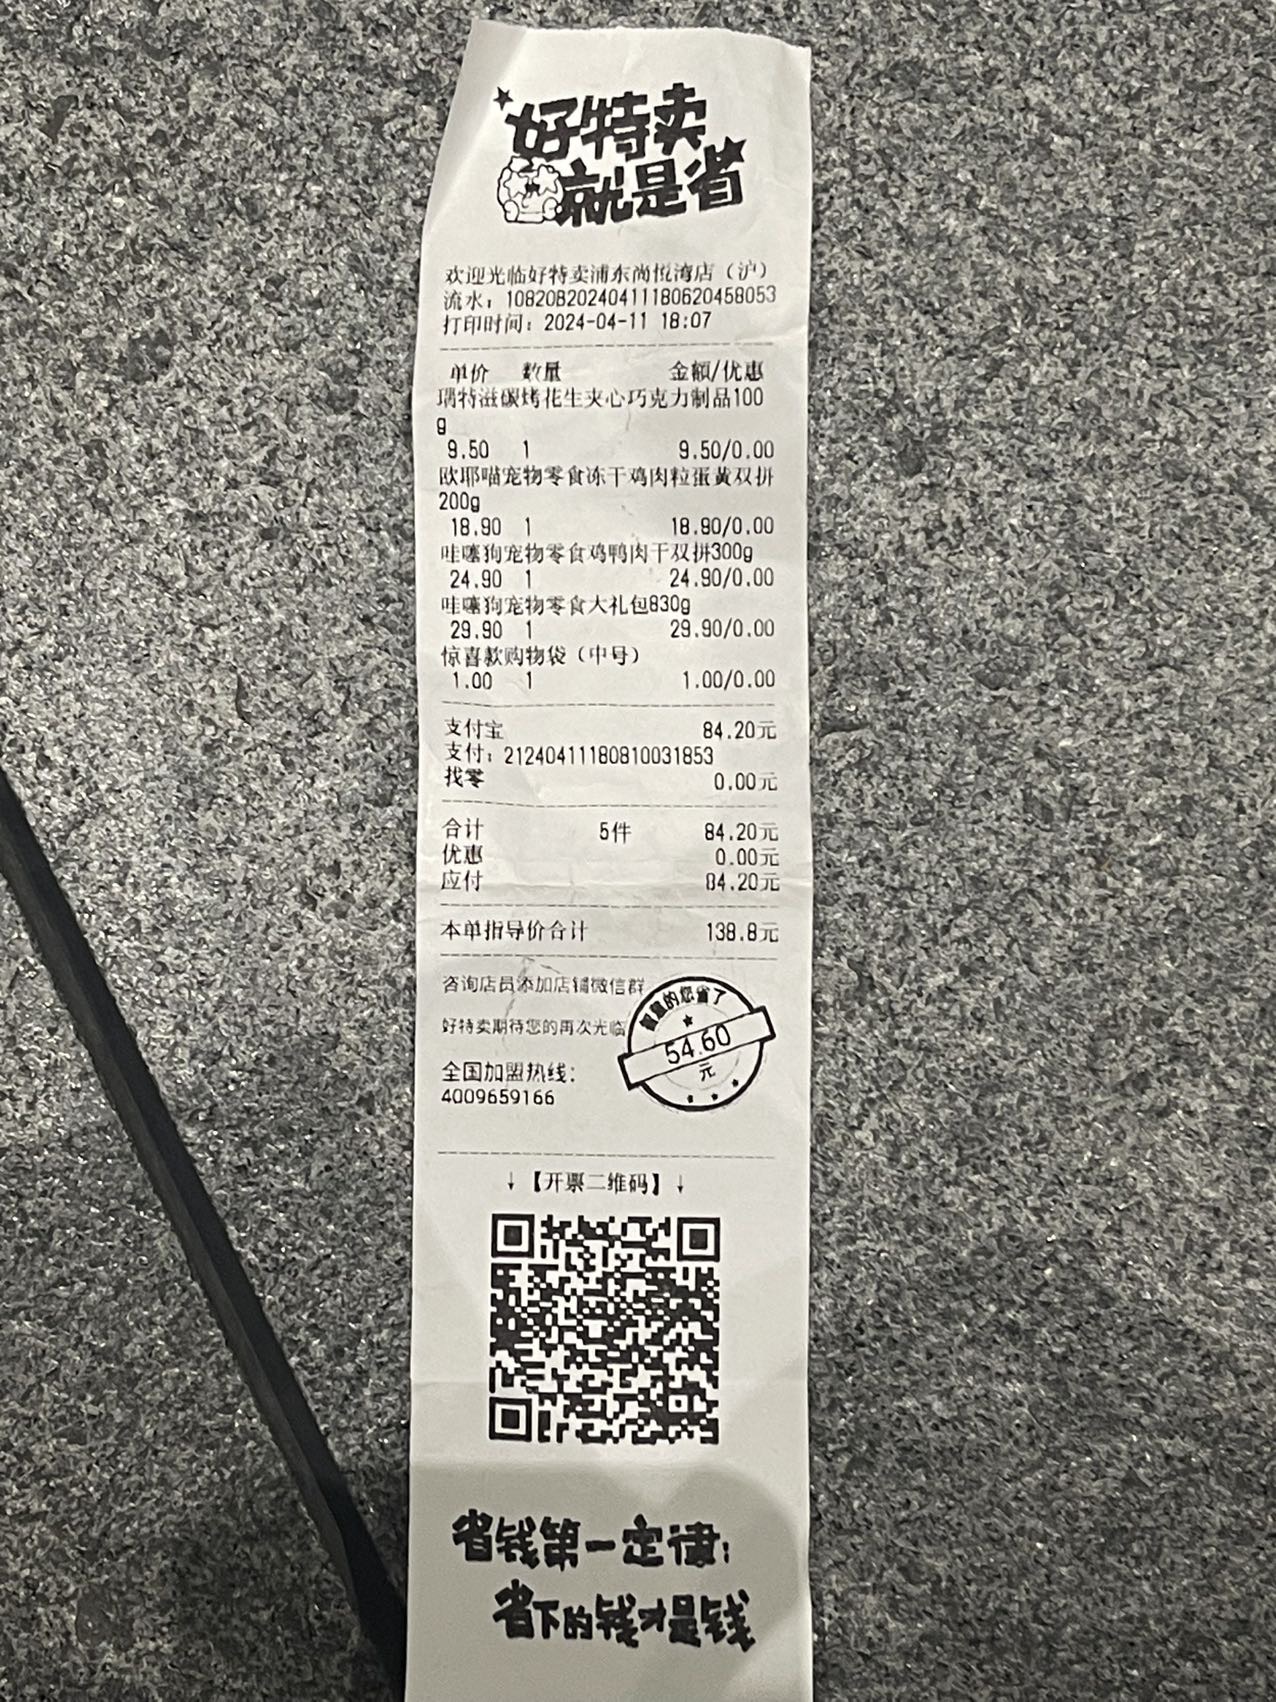 好特卖
就是省
欢迎光临好特卖浦东尚悦湾店（沪）
流水：108208202404111180620458053
打印时间：2024-04-11 18:07
单价 数量 金额/优惠
瑪特滋碳烤花生夹心巧克力制品100
g
9.50 1 9.50/0.00
欧耶喵宠物零食冻干鸡肉粒蛋黄双拼
200g
18.90 1 18.90/0.00
哇噻狗宠物零食鸡鸭肉干双拼300g
24.90 1 24.90/0.00
哇噻狗宠物零食大礼包830g
29.90 1 29.90/0.00
惊喜款购物袋（中号）
1.00 1 1.00/0.00
支付宝 84.20元
支付：21240411180810031853
找零 0.00元
合计 5件 84.20元
优惠 0.00元
应付 84.20元
本单指导价合计 138.8元
咨询店员添加店铺微信群
好特卖期待您的再次光临
的您省了
54.60
元
全国加盟热线：
4009659166
↓【开票二维码】↓
省钱第一定律：
省下的钱才是钱